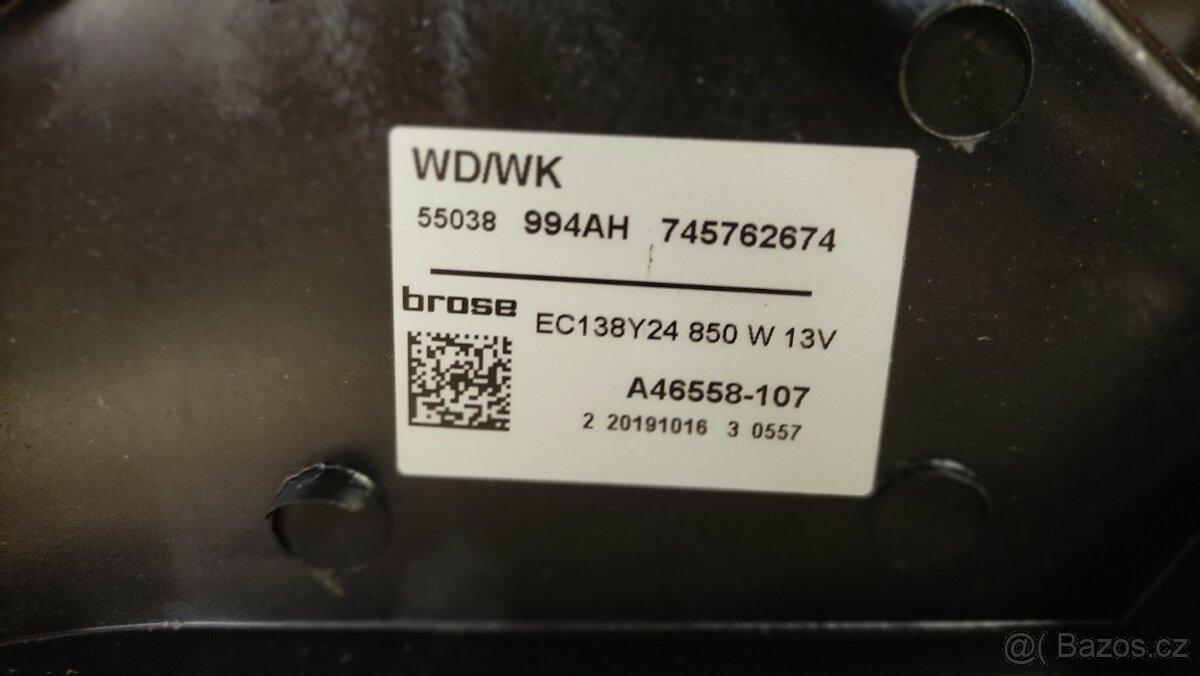 WD/WK
55038 994AH 745762674
brose
EC138Y24 850 W 13V
A46558-107
2 20191016 3 0557
@( Bazos.cz